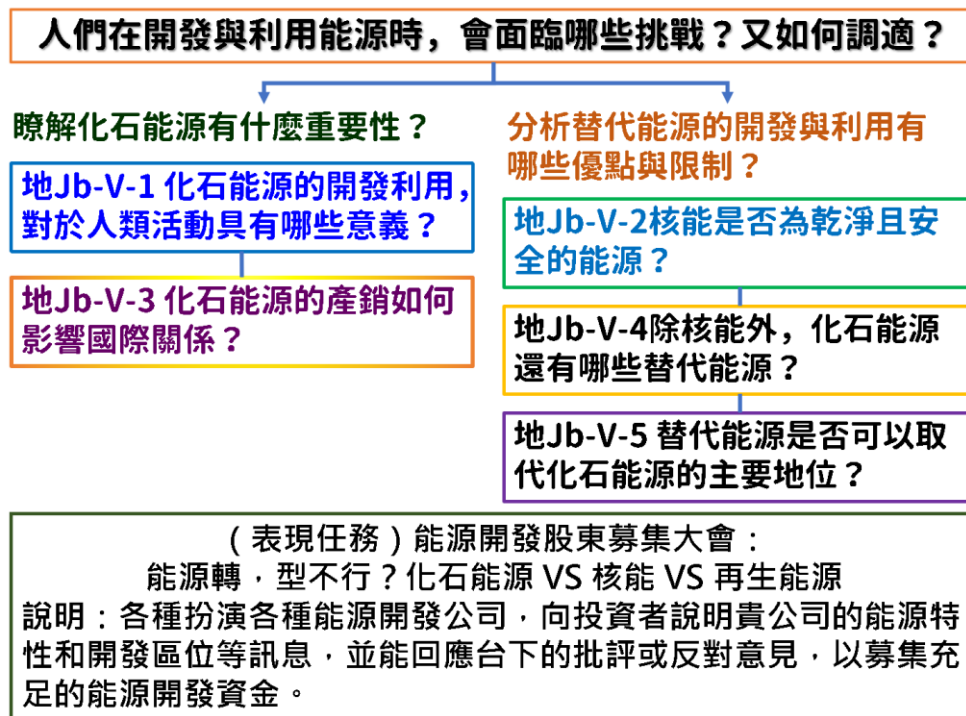 人們在開發與利用能源時，會面臨哪些挑戰？又如何調適？
瞭解化石能源有什麼重要性？
地Jb-V-1 化石能源的開發利用，
對於人類活動具有哪些意義？
地Jb-V-3 化石能源的產銷如何
影響國際關係？
分析替代能源的開發與利用有
哪些優點與限制？
地Jb-V-2核能是否為乾淨且安
全的能源？
地Jb-V-4除核能外，化石能源
還有哪些替代能源？
地Jb-V-5 替代能源是否可以取
代化石能源的主要地位？
（表現任務）能源開發股東募集大會：
能源轉，型不行？化石能源 VS 核能 VS 再生能源
說明：各種扮演各種能源開發公司，向投資者說明貴公司的能源特
性和開發區位等訊息，並能回應台下的批評或反對意見，以募集充
足的能源開發資金。